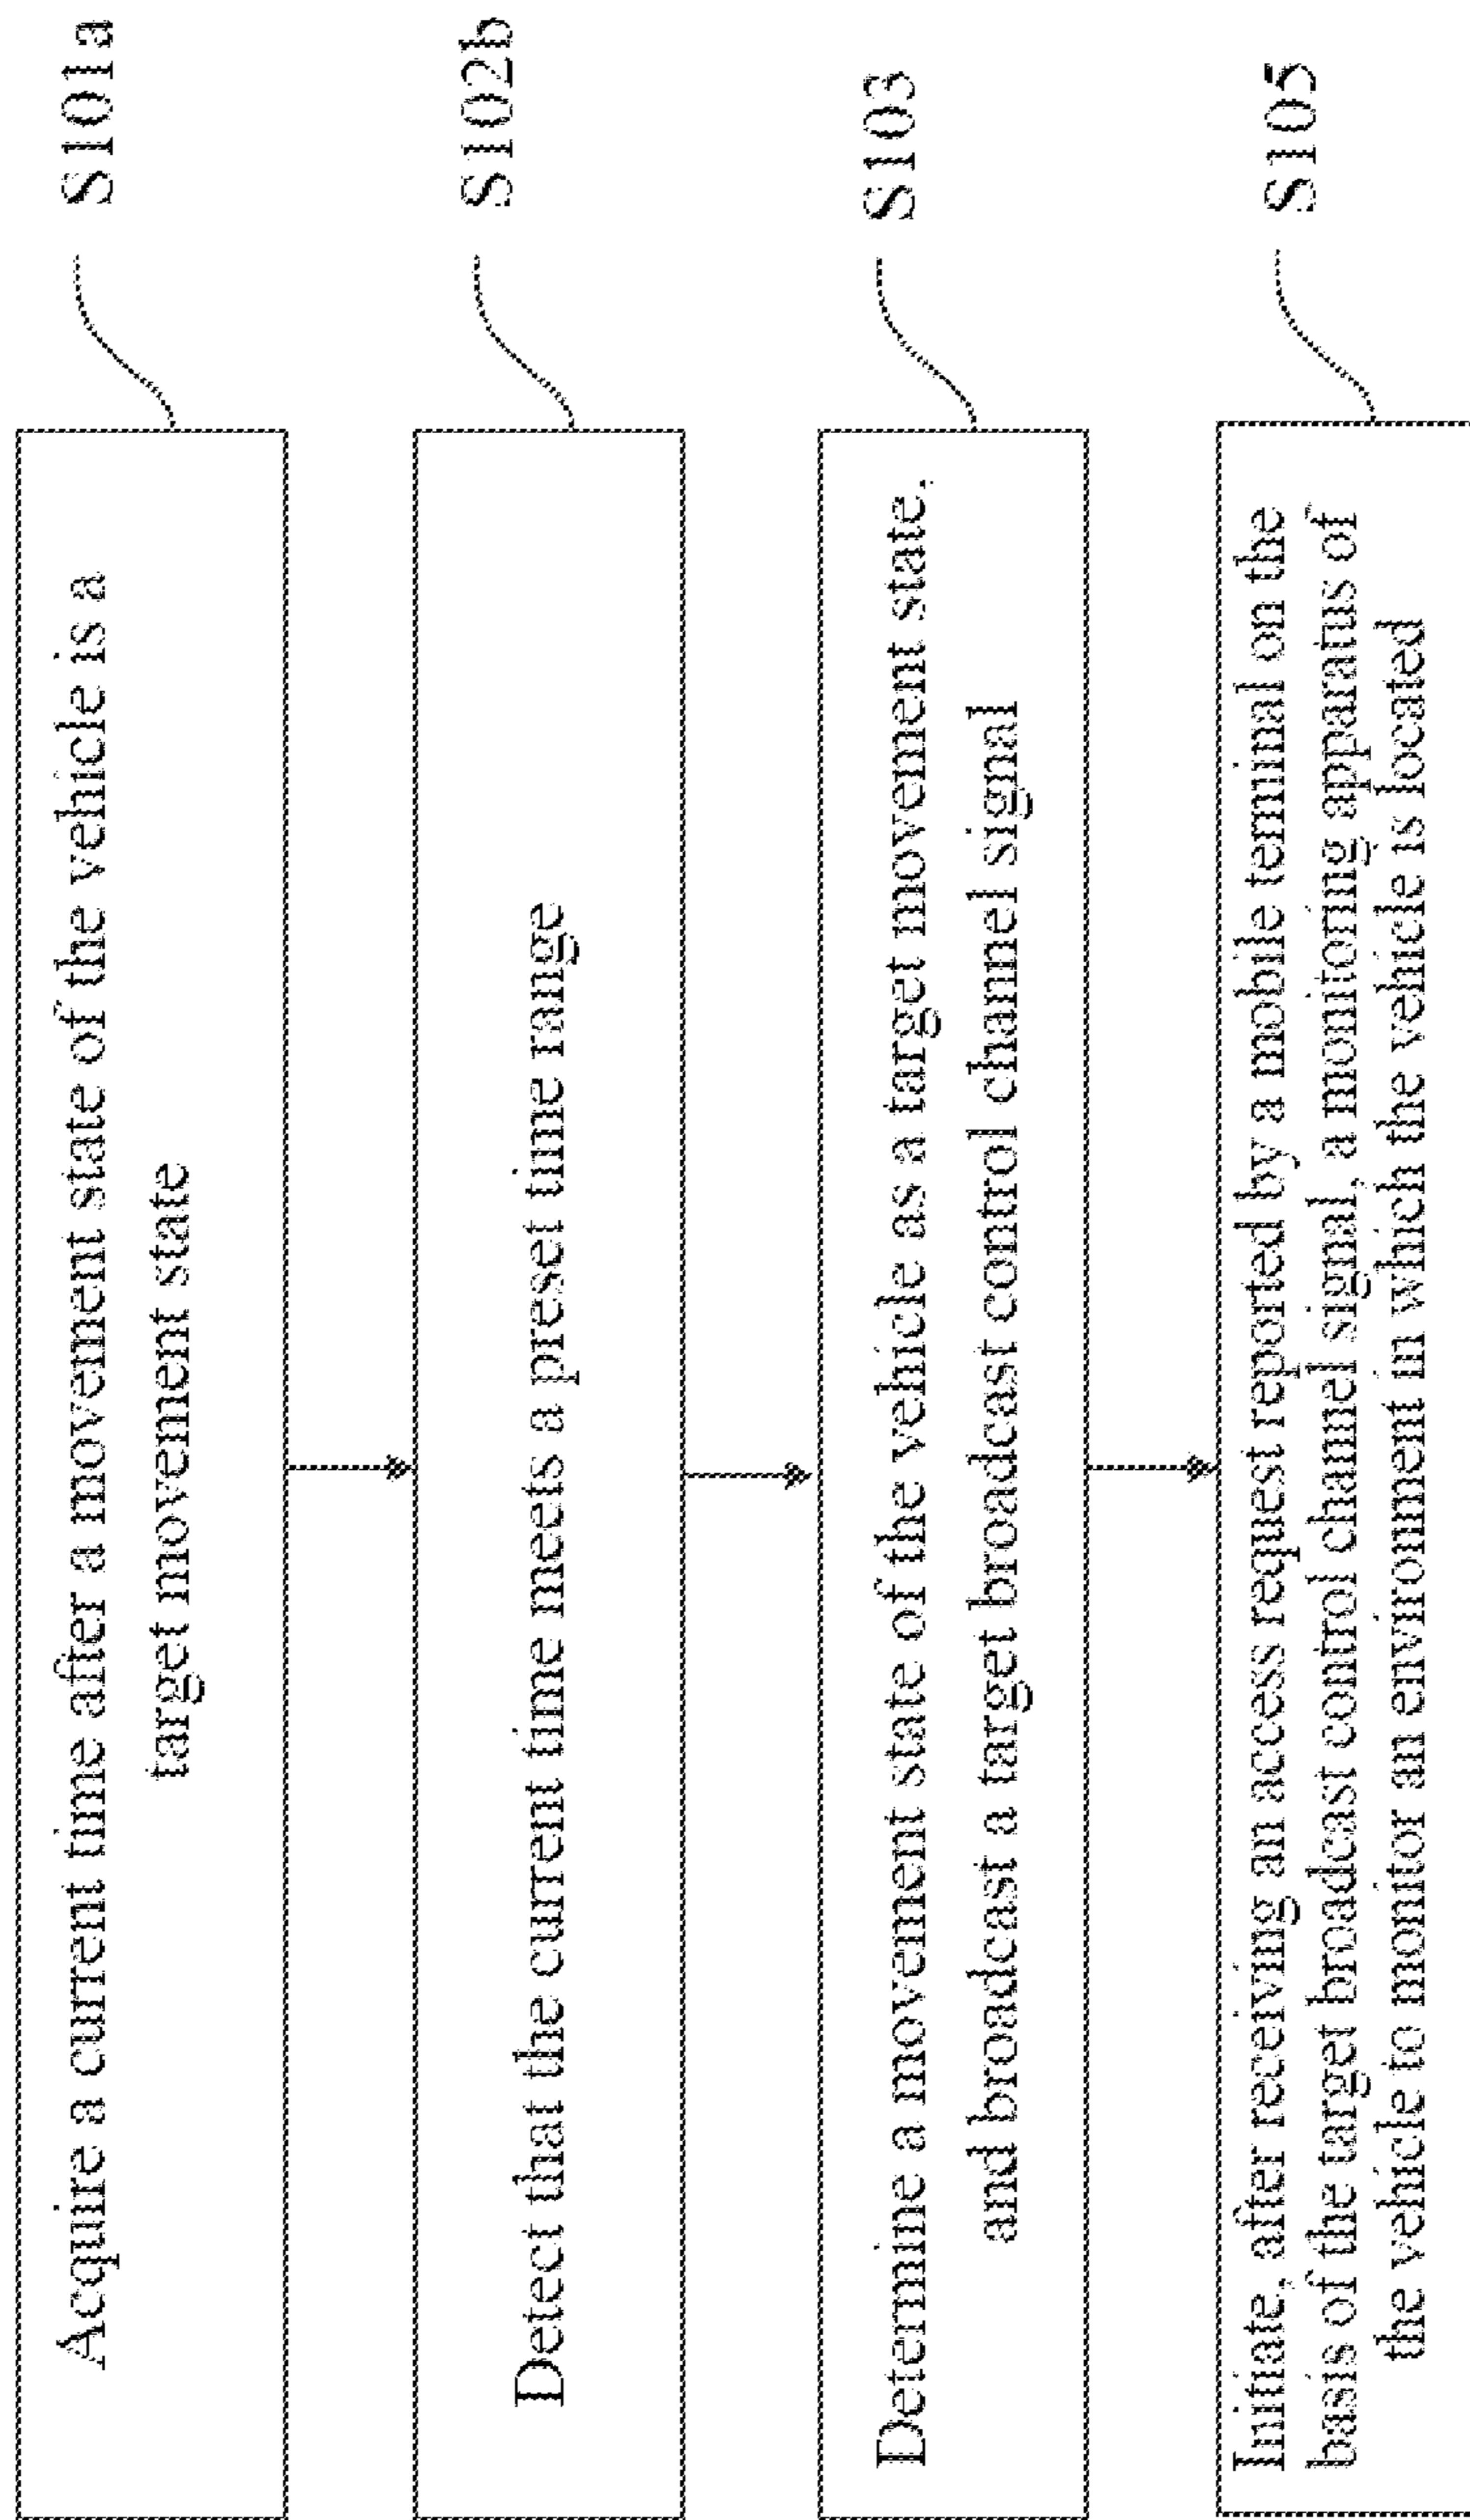 Acquire a current time after a movement state of the vehicle is a
target movement state
S101a
Detect that the current time meets a preset time range
S102b
Determine a movement state of the vehicle as a target movement state,
and broadcast a target broadcast control channel signal
S103
Initiate, after receiving an access request reported by a mobile terminal on the
basis of the target broadcast control channel signal, a monitoring apparatus of
the vehicle to monitor an environment in which the vehicle is located
S105